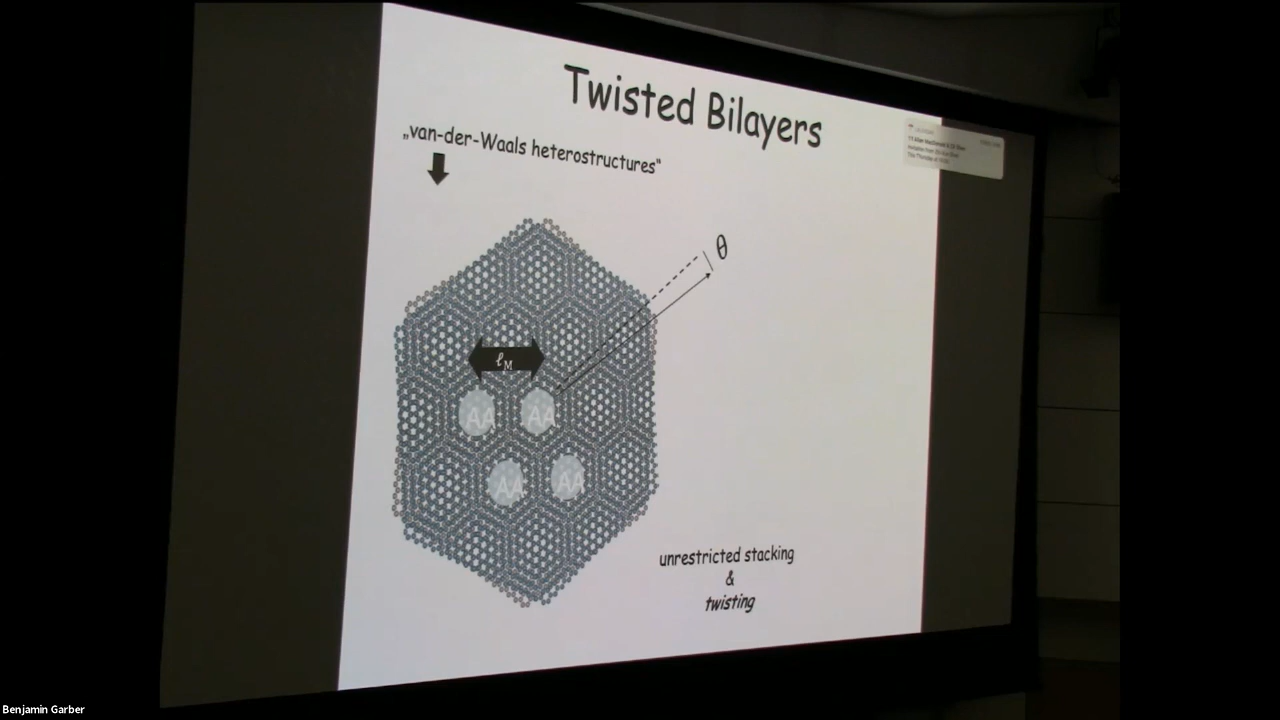 Twisted Bilayers
„van-der-Waals heterostructures“
θ
ℓM
AA AA
AA AA
unrestricted stacking
&
twisting
Benjamin Garber